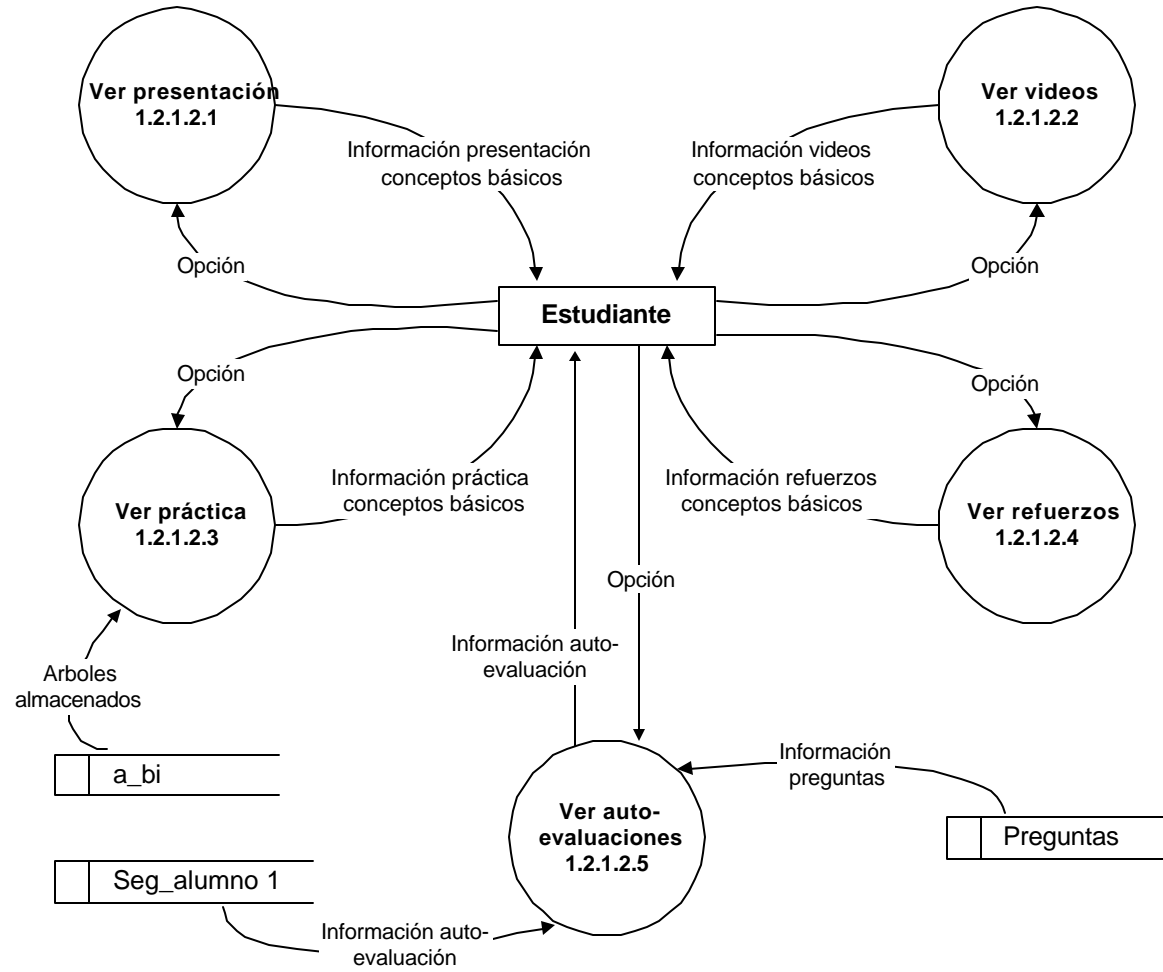 Ver presentación
1.2.1.2.1
Ver videos
1.2.1.2.2
Información presentación
conceptos básicos
Información videos
conceptos básicos
Opción
Opción
Estudiante
Opción
Opción
Información práctica
conceptos básicos
Información refuerzos
conceptos básicos
Ver práctica
1.2.1.2.3
Ver refuerzos
1.2.1.2.4
Opción
Información auto-
evaluación
Arboles
almacenados
a_bi
Información
preguntas
Ver auto-
evaluaciones
1.2.1.2.5
Preguntas
Seg_alumno 1
Información auto-
evaluación